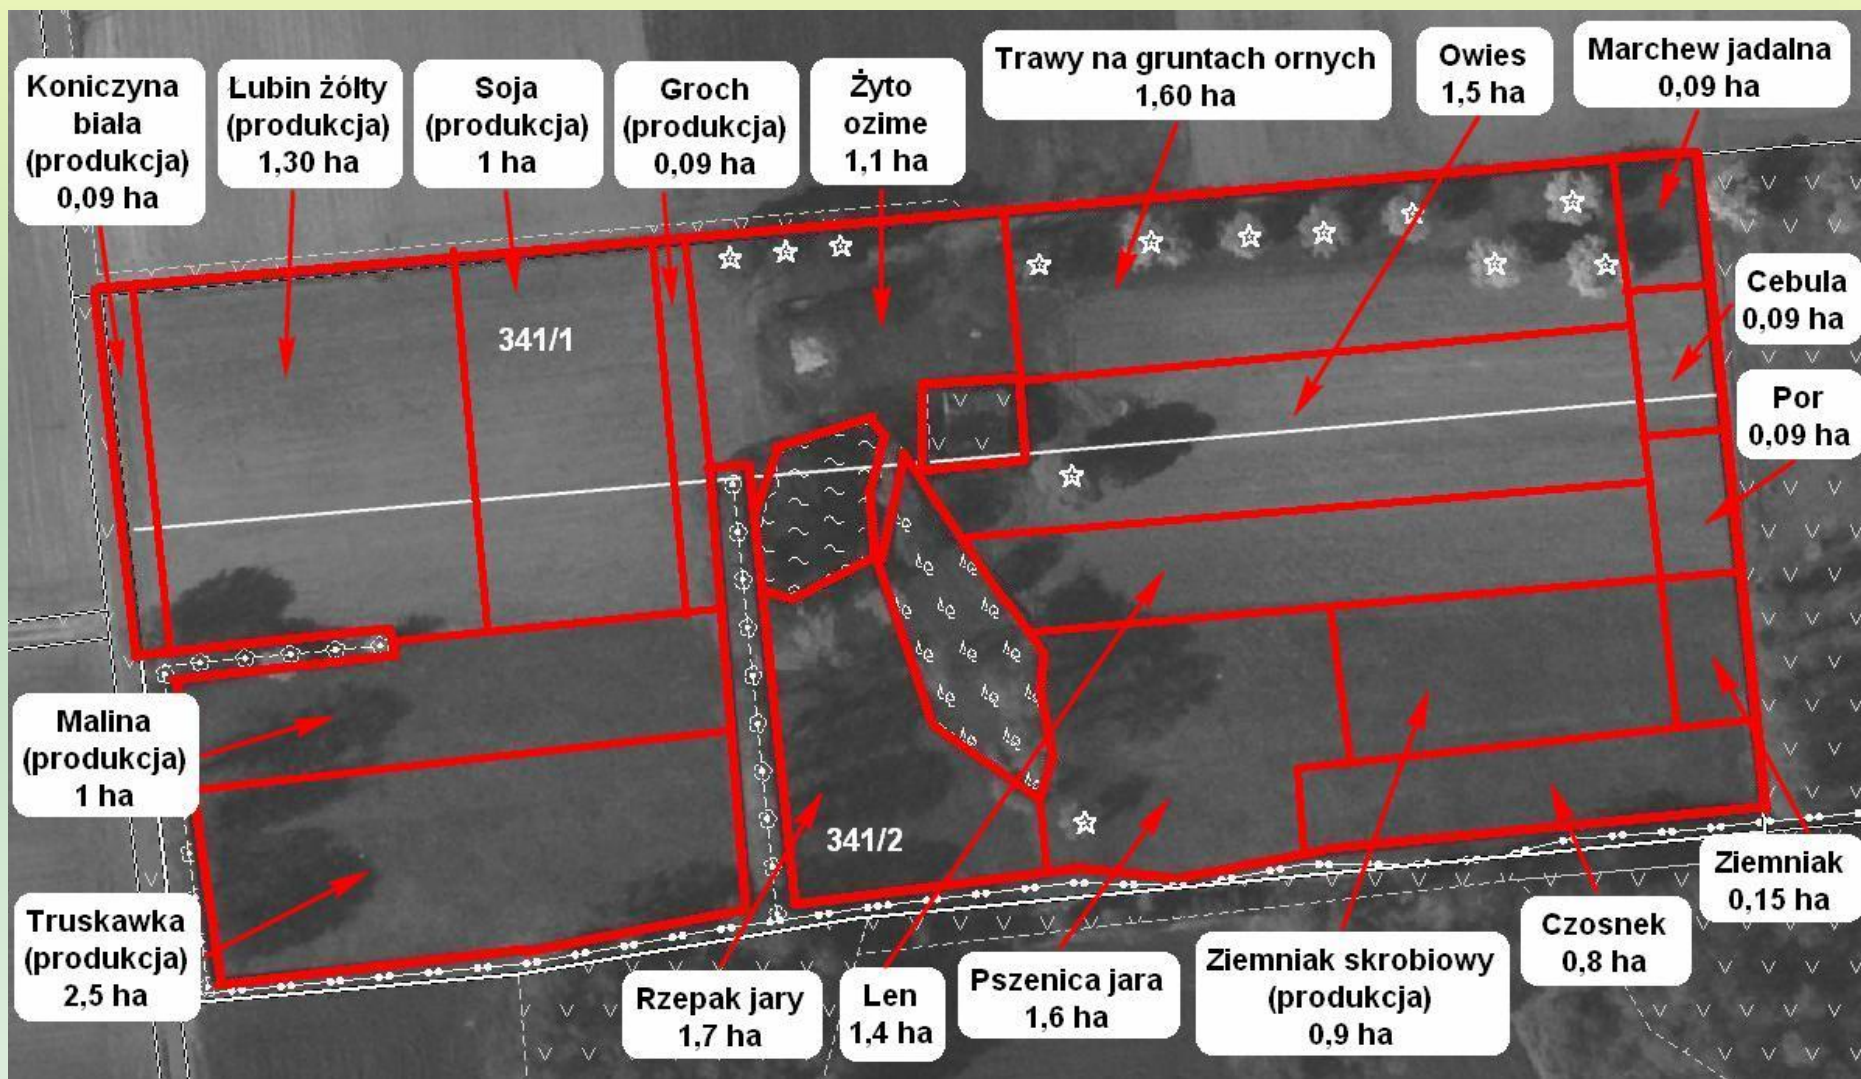 Koniczyna
biała
(produkcja)
0,09 ha
Łubin żółty
(produkcja)
1,30 ha
Soja
(produkcja)
1 ha
Groch
(produkcja)
0,09 ha
Żyto
ozime
1,1 ha
Trawy na gruntach ornych
1,60 ha
Owies
1,5 ha
Marchew jadalna
0,09 ha
Cebula
0,09 ha
341/1
Por
0,09 ha
Malina
(produkcja)
1 ha
341/2
Truskawka
(produkcja)
2,5 ha
Rzepak jary
1,7 ha
Len
1,4 ha
Pszenica jara
1,6 ha
Ziemniak skrobiowy
(produkcja)
0,9 ha
Czosnek
0,8 ha
Ziemniak
0,15 ha